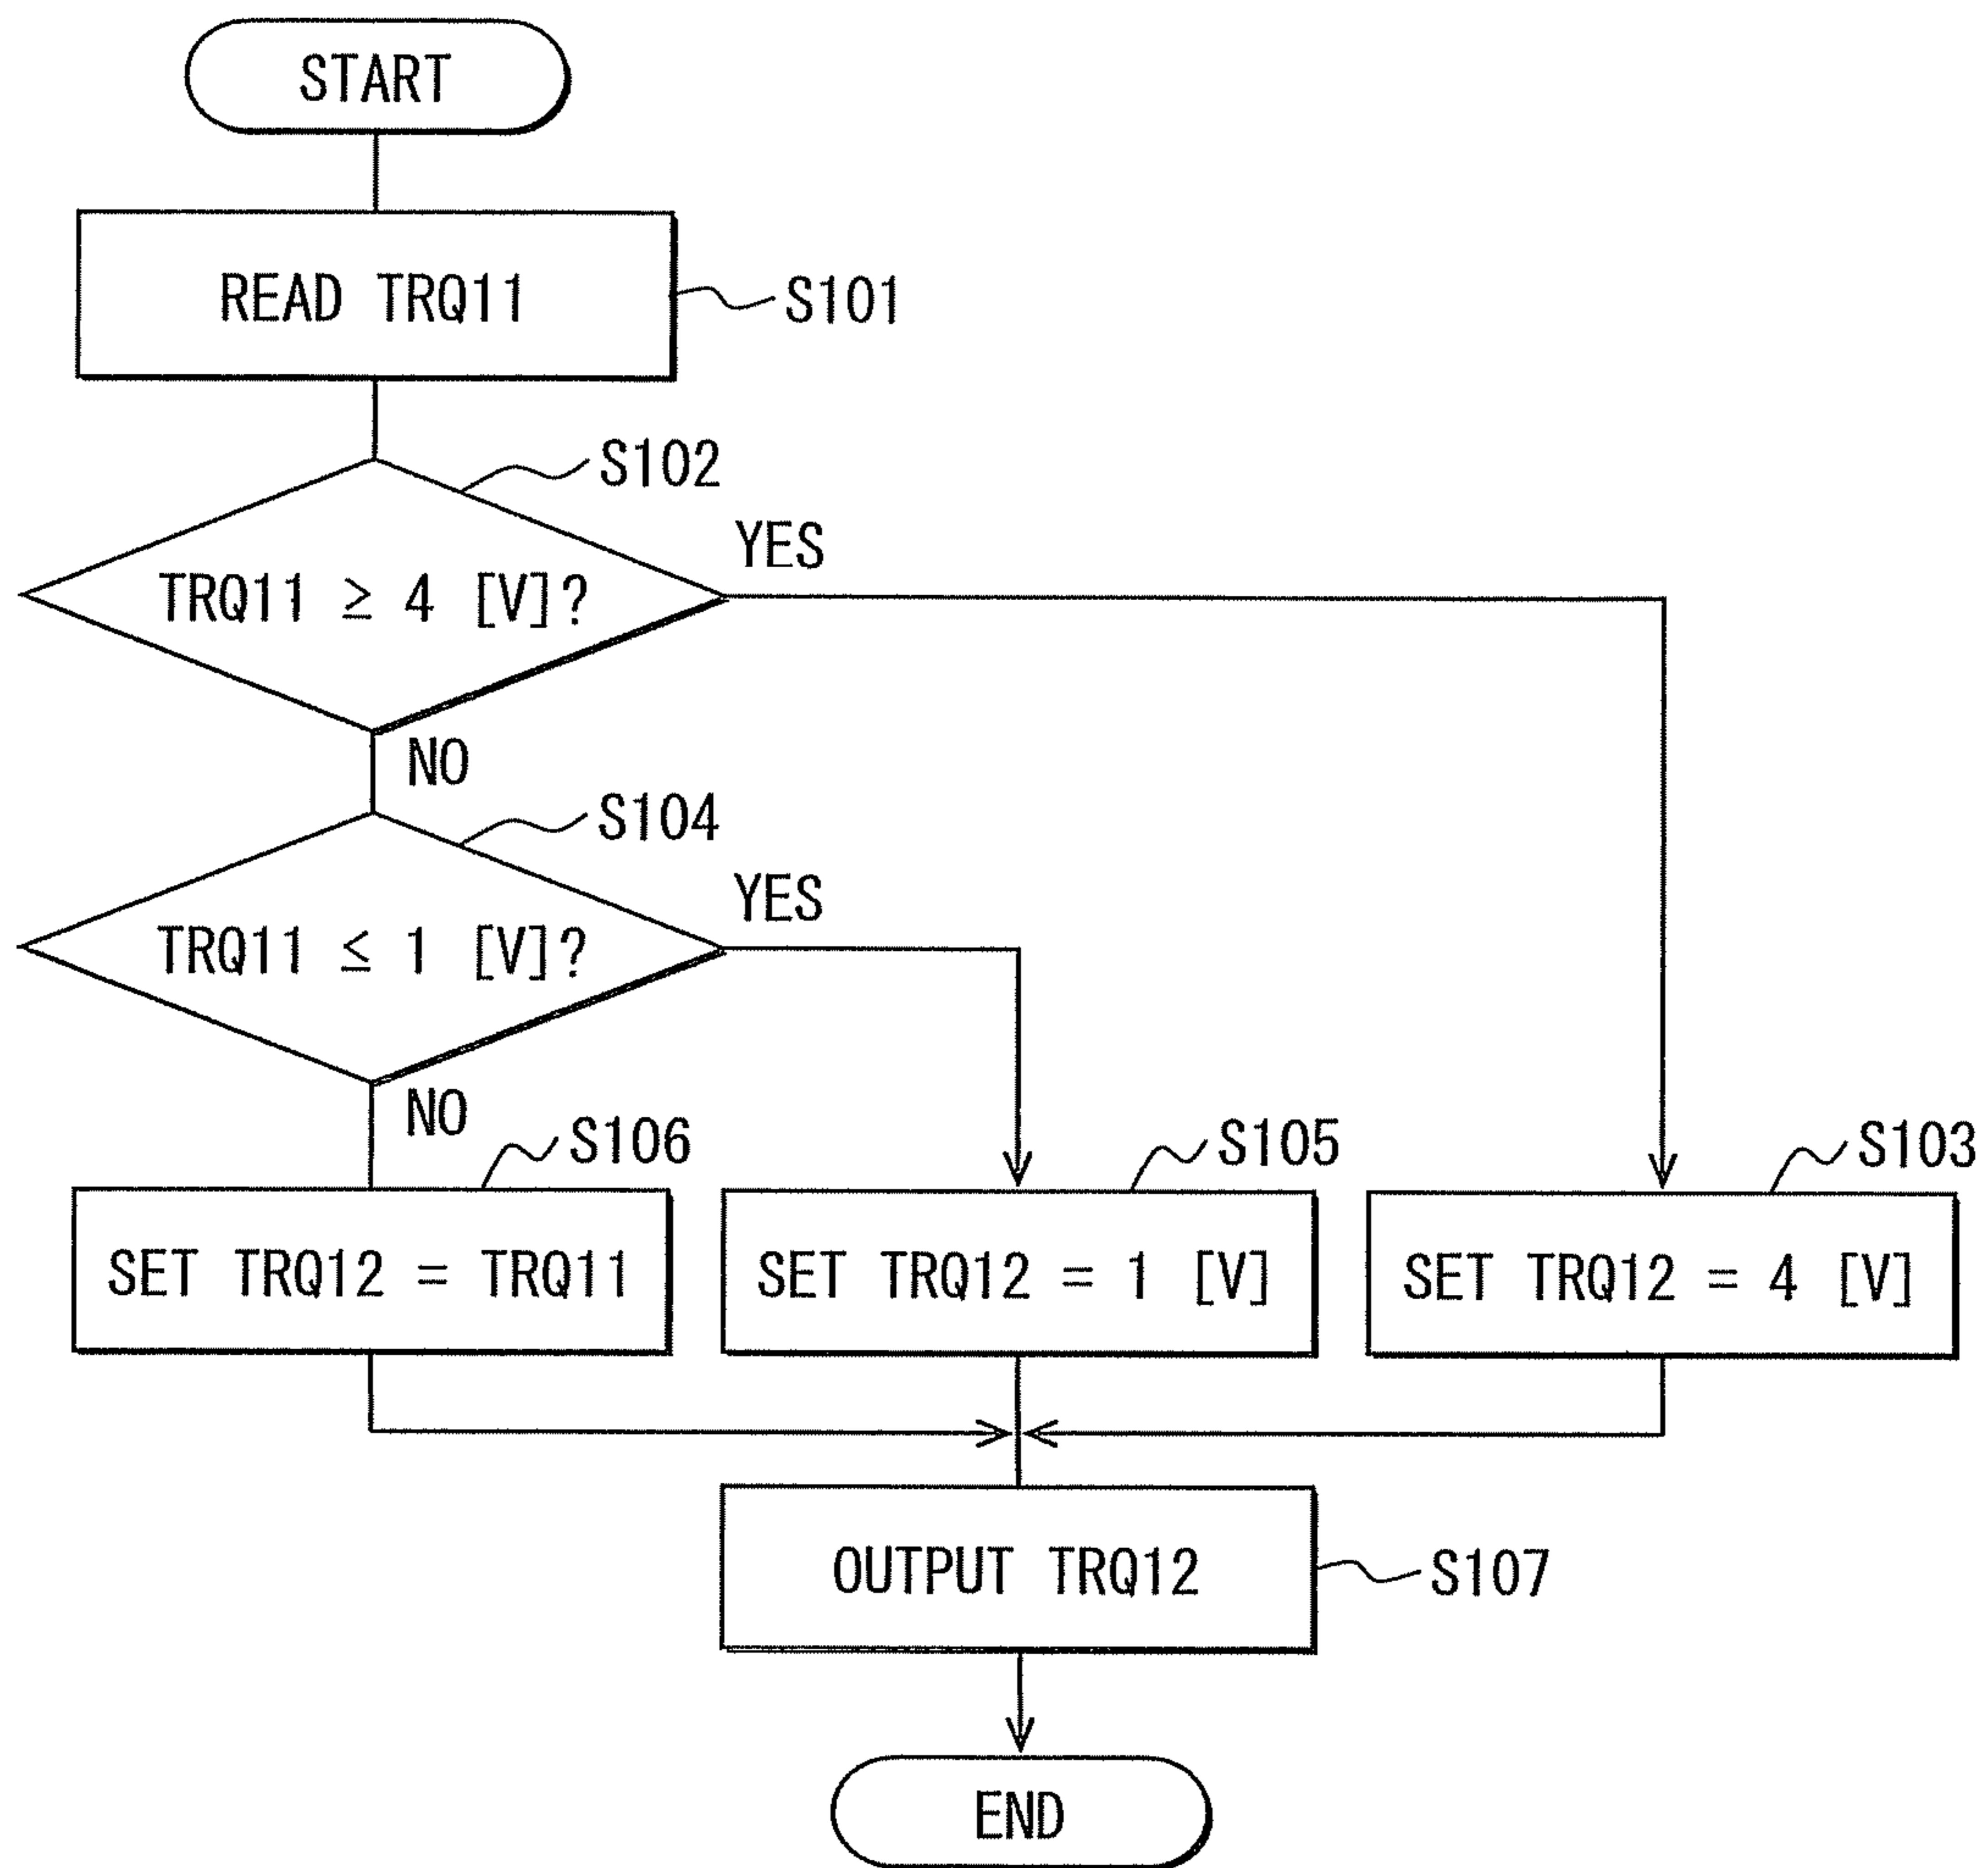 START
READ TRQ11
S101
S102
TRQ11 ≥ 4 [V]?
YES
NO
S104
TRQ11 ≤ 1 [V]?
YES
NO
S106
SET TRQ12 = TRQ11
S105
SET TRQ12 = 1 [V]
S103
SET TRQ12 = 4 [V]
OUTPUT TRQ12
S107
END